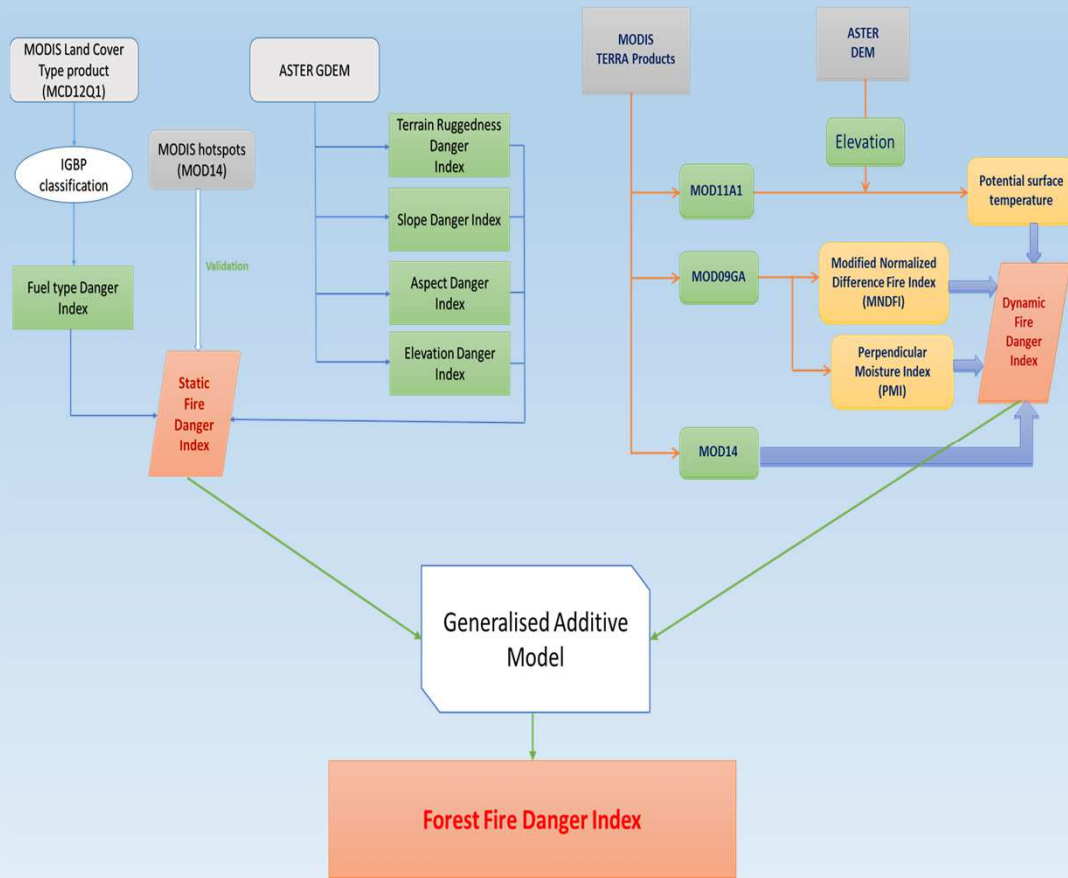 MODIS Land Cover
Type product
(MCD12Q1)
IGBP
classification
Fuel type Danger
Index
MODIS hotspots
(MOD14)
Validation
Static
Fire
Danger
Index
ASTER GDEM
Terrain Ruggedness
Danger
Index
Slope Danger Index
Aspect Danger
Index
Elevation Danger
Index
MODIS
TERRA Products
ASTER
DEM
Elevation
MOD11A1
Potential surface
temperature
MOD09GA
Modified Normalized
Difference Fire Index
(MNDFI)
Perpendicular
Moisture Index
(PMI)
MOD14
Dynamic
Fire
Danger
Index
Generalised Additive
Model
Forest Fire Danger Index